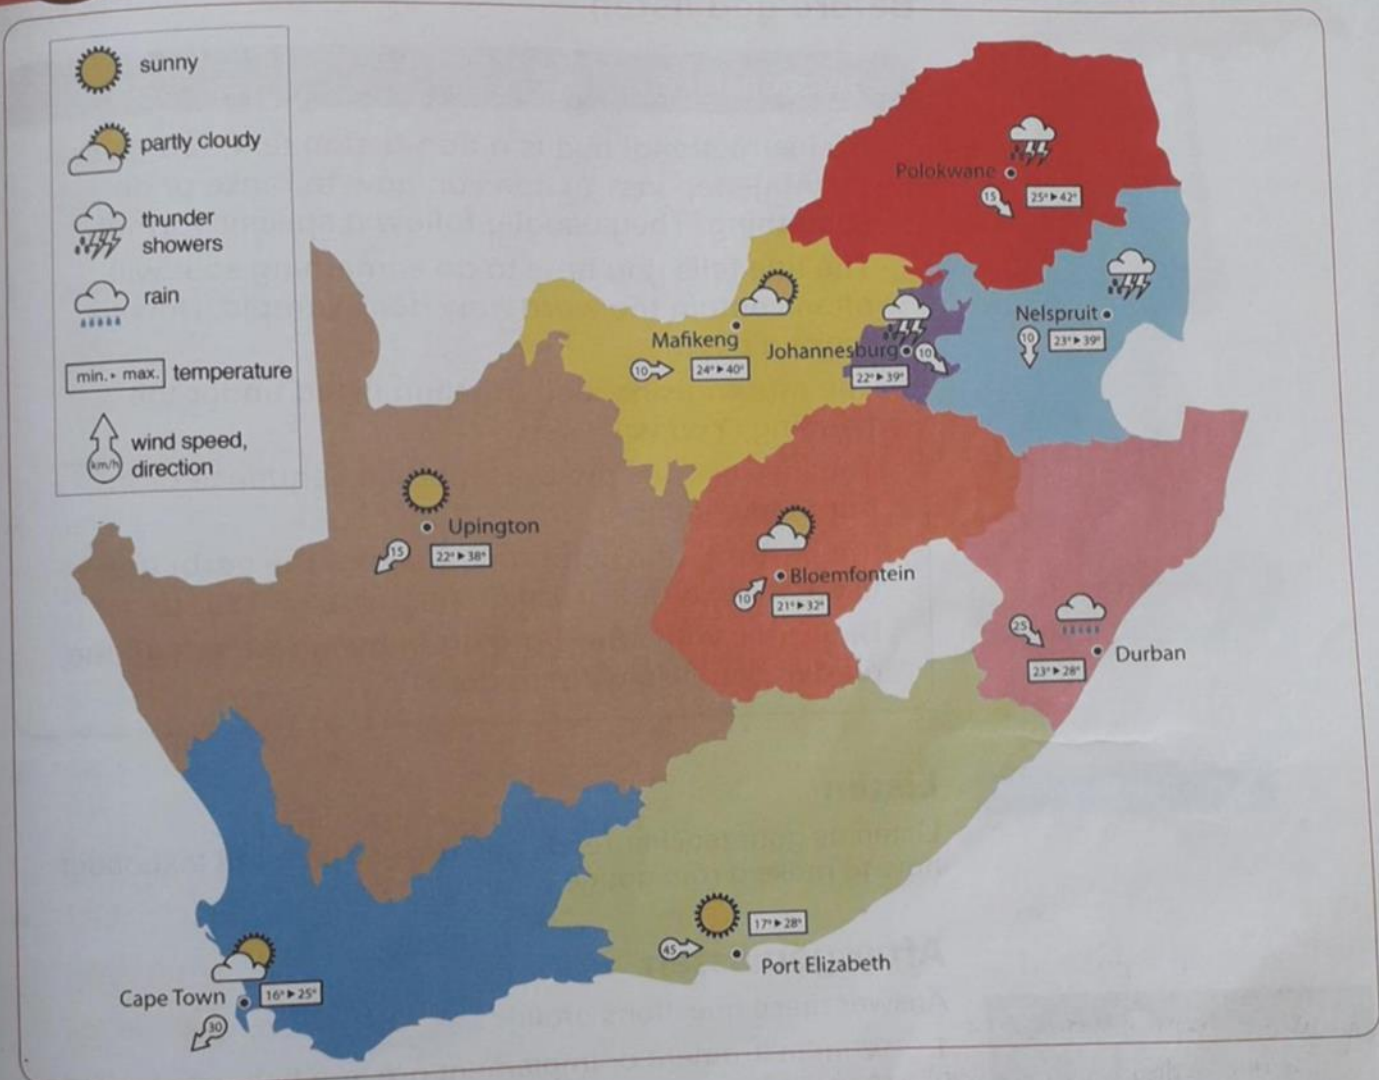 sunny
partly cloudy
thunder
showers
rain
min. ▸ max. temperature
wind speed,
km/h
direction
Polokwane
15
25° ▸ 42°
Nelspruit
10
23° ▸ 39°
Mafikeng
10
24° ▸ 40°
Johannesburg
10
22° ▸ 39°
Upington
15
22° ▸ 38°
Bloemfontein
10
21° ▸ 32°
25
Durban
23° ▸ 28°
17° ▸ 28°
45
Port Elizabeth
Cape Town
16° ▸ 25°
30